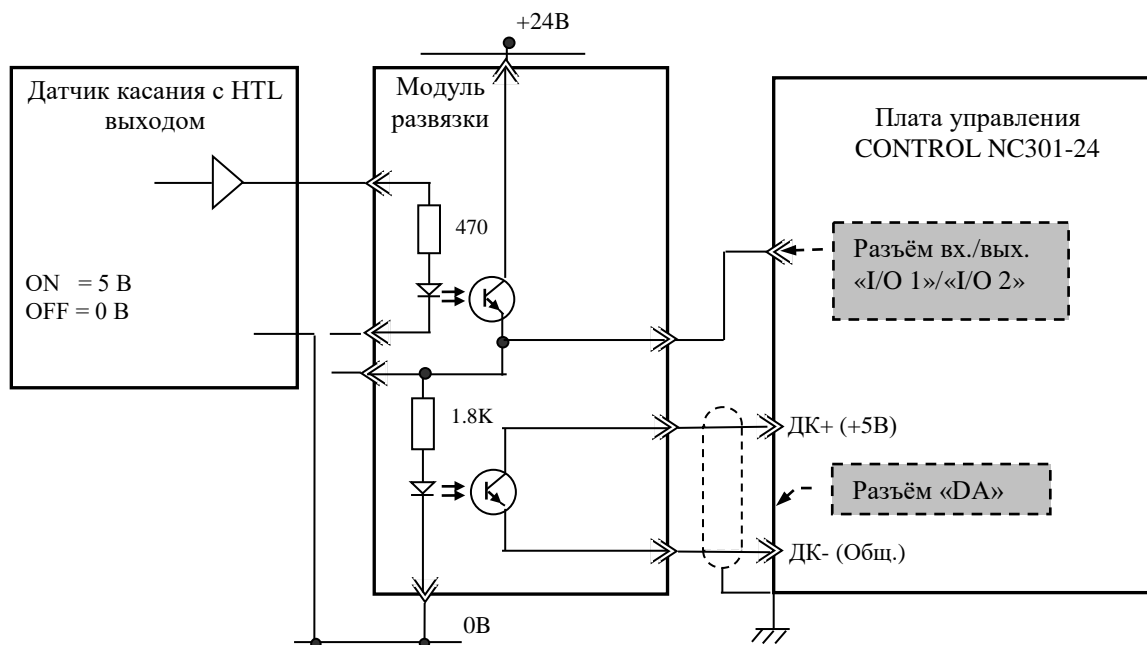 +24В
Датчик касания с HTL
выходом
Модуль
развязки
Плата управления
CONTROL NC301-24
470
Разъём вх./вых.
«I/O 1»/«I/O 2»
ON = 5 В
OFF = 0 В
1.8K
ДК+ (+5В)
Разъём «DA»
ДК- (Общ.)
0В